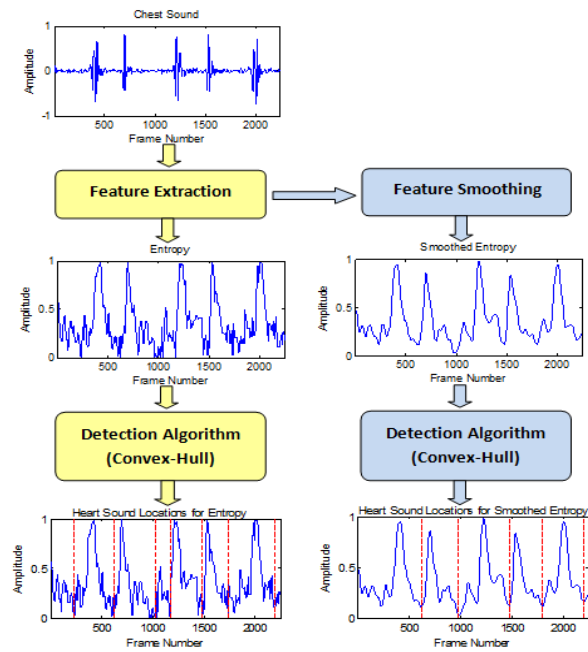 Chest Sound
1
0
-1
Amplitude
500 1000 1500 2000
Frame Number
Feature Extraction
Feature Smoothing
Entropy
1
0.5
0
Amplitude
500 1000 1500 2000
Frame Number
Smoothed Entropy
1
0.5
0
Amplitude
500 1000 1500 2000
Frame Number
Detection Algorithm
(Convex-Hull)
Detection Algorithm
(Convex-Hull)
Heart Sound Locations for Entropy
1
0.5
0
Amplitude
500 1000 1500 2000
Frame Number
Heart Sound Locations for Smoothed Entropy
1
0.5
0
Amplitude
500 1000 1500 2000
Frame Number